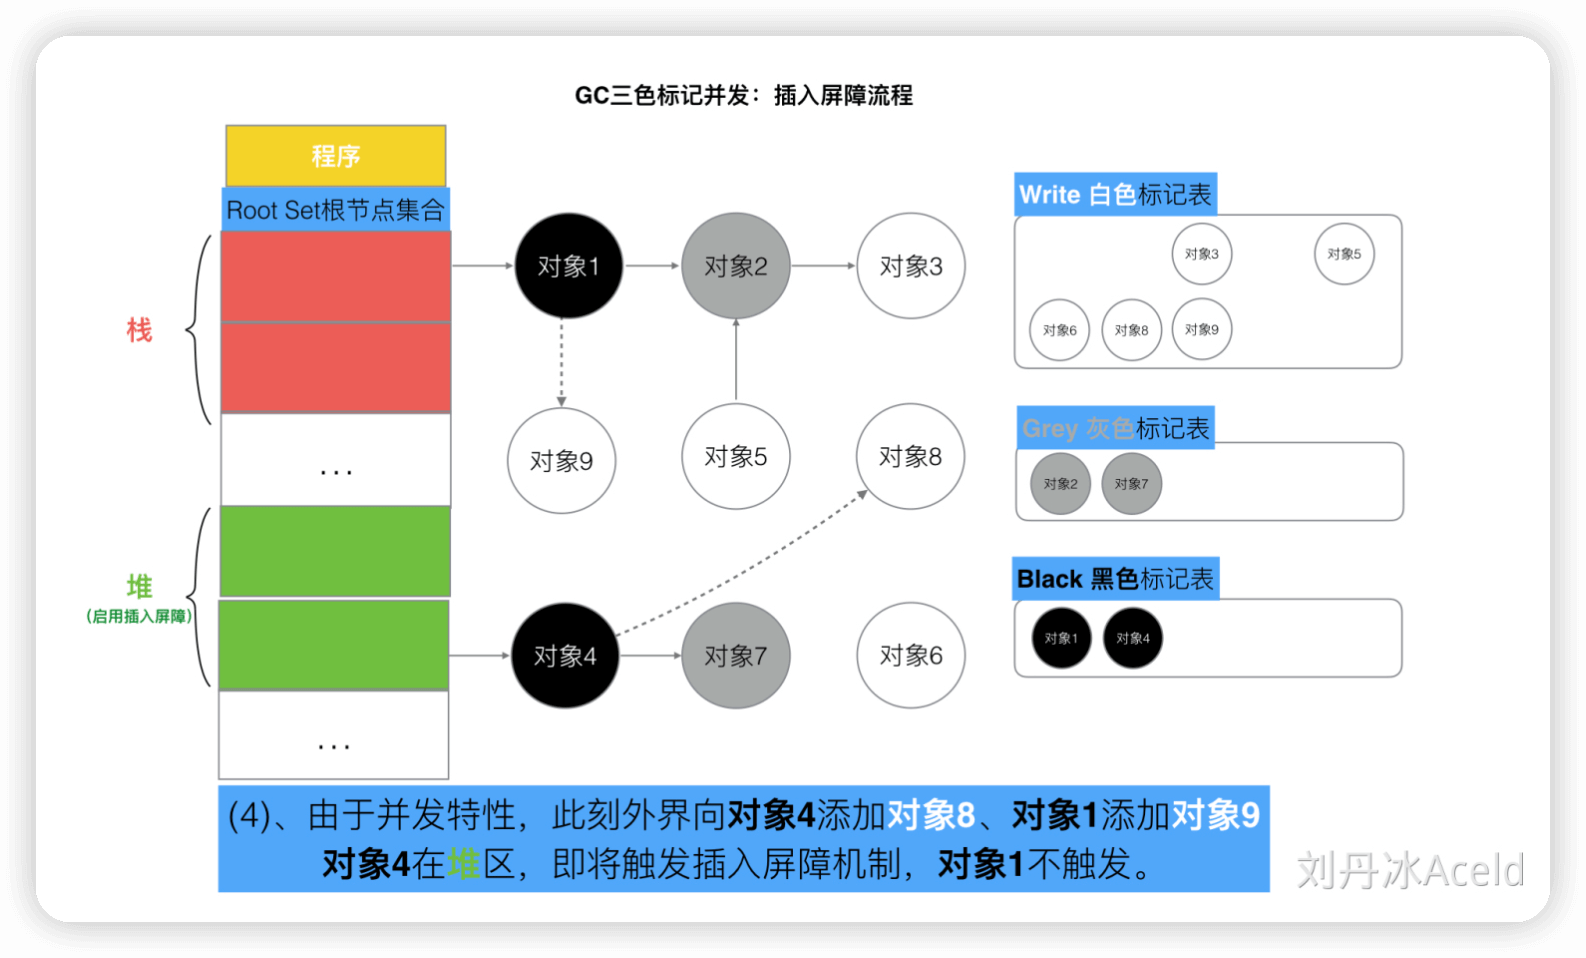 GC三色标记并发：插入屏障流程
程序
Root Set根节点集合
栈
...
堆
(启用插入屏障)
...
对象1
对象2
对象3
对象9
对象5
对象8
对象4
对象7
对象6
Write 白色标记表
对象3
对象5
对象6
对象8
对象9
Grey 灰色标记表
对象2
对象7
Black 黑色标记表
对象1
对象4
(4)、由于并发特性，此刻外界向对象4添加对象8、对象1添加对象9
对象4在堆区，即将触发插入屏障机制，对象1不触发。
刘丹冰Aceld